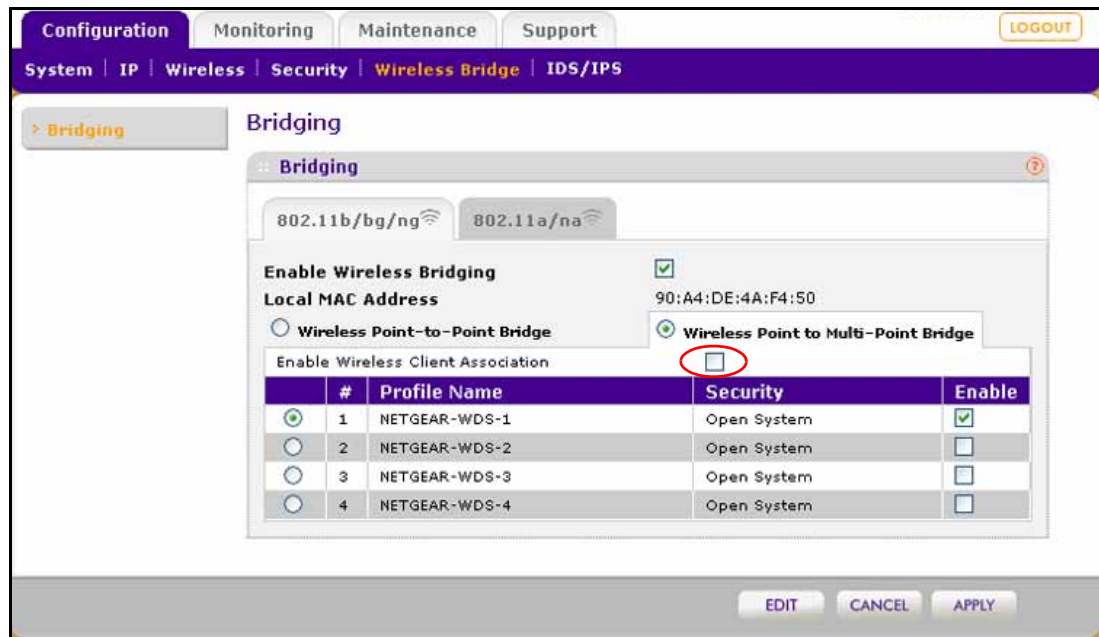 Configuration Monitoring Maintenance Support LOGOUT
System | IP | Wireless | Security | Wireless Bridge | IDS/IPS
> Bridging
Bridging
Bridging ?
802.11b/bg/ng 802.11a/na
Enable Wireless Bridging
Local MAC Address 90:A4:DE:4A:F4:50
Wireless Point-to-Point Bridge Wireless Point to Multi-Point Bridge
Enable Wireless Client Association
# Profile Name Security Enable
1 NETGEAR-WDS-1 Open System
2 NETGEAR-WDS-2 Open System
3 NETGEAR-WDS-3 Open System
4 NETGEAR-WDS-4 Open System
EDIT CANCEL APPLY